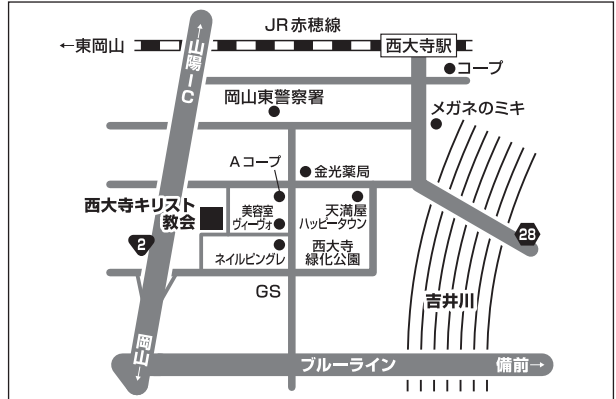 JR赤穂線
←東岡山
西大寺駅
コープ
←山陽IC
岡山東警察署
メガネのミキ
Aコープ
金光薬局
西大寺キリスト
教会
美容室
ヴィーヴォ
天満屋
ハッピータウン
2
ネイルピングレ
西大寺
緑化公園
28
GS
吉井川
岡山→
ブルーライン
備前→